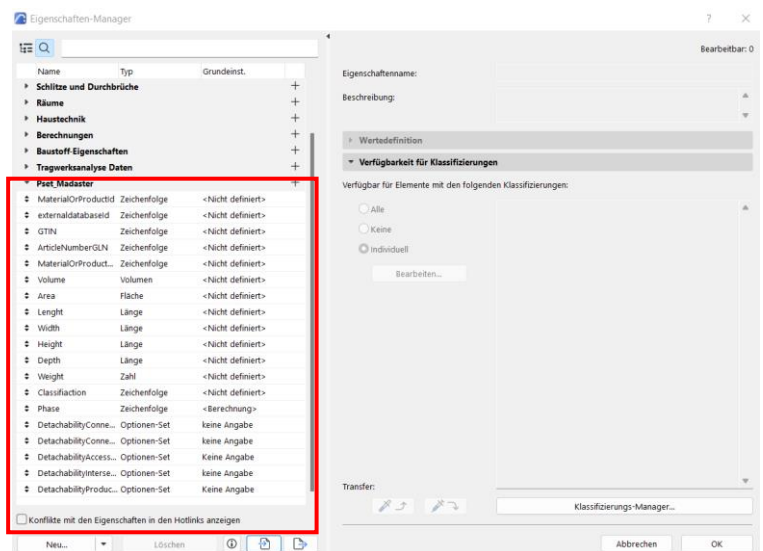 Eigenschaften-Manager
? ×
Bearbeitbar: 0
Name Typ Grundeinst.
Schlitze und Durchbrüche +
Räume +
Haustechnik +
Berechnungen +
Baustoff-Eigenschaften +
Tragwerksanalyse Daten +
Pset_Madaster +
MaterialOrProductId Zeichenfolge <Nicht definiert>
externaldatabaseId Zeichenfolge <Nicht definiert>
GTIN Zeichenfolge <Nicht definiert>
ArticleNumberGLN Zeichenfolge <Nicht definiert>
MaterialOrProduct... Zeichenfolge <Nicht definiert>
Volume Volumen <Nicht definiert>
Area Fläche <Nicht definiert>
Lenght Länge <Nicht definiert>
Width Länge <Nicht definiert>
Height Länge <Nicht definiert>
Depth Länge <Nicht definiert>
Weight Zahl <Nicht definiert>
Classifiaction Zeichenfolge <Nicht definiert>
Phase Zeichenfolge <Berechnung>
DetachabilityConne... Optionen-Set keine Angabe
DetachabilityConne... Optionen-Set keine Angabe
DetachabilityAccess... Optionen-Set Keine Angabe
DetachabilityInterse... Optionen-Set keine Angabe
DetachabilityProduc... Optionen-Set Keine Angabe
Konflikte mit den Eigenschaften in den Hotlinks anzeigen
Neu... Löschen
Eigenschaftenname:
Beschreibung:
Wertedefinition
Verfügbarkeit für Klassifizierungen
Verfügbar für Elemente mit den folgenden Klassifizierungen:
Alle
Keine
Individuell
Bearbeiten...
Transfer:
Klassifizierungs-Manager...
Abbrechen OK